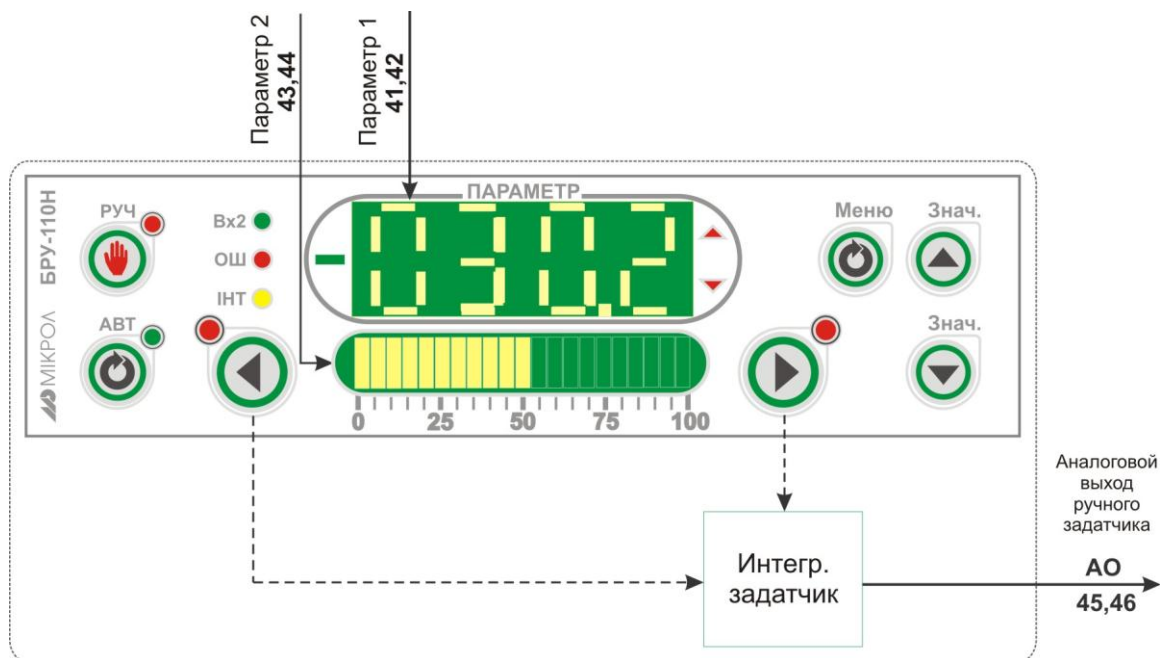 Параметр 2
43,44
Параметр 1
41,42
БРУ-110Н
МІКРОЛ
РУЧ
АВТ
Вх2
ОШ
ІНТ
ПАРАМЕТР
030.2
0 25 50 75 100
Меню
Знач.
Знач.
Интегр.
задатчик
Аналоговой
выход
ручного
задатчика
АО
45,46